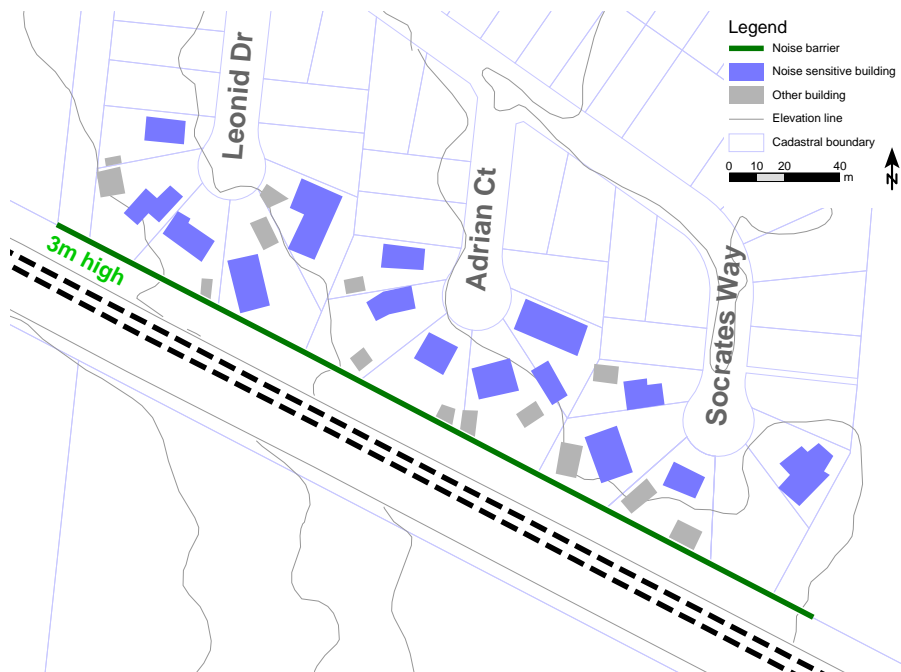 Leonid Dr
Adrian Ct
Socrates Way
3m high
Legend
Noise barrier
Noise sensitive building
Other building
Elevation line
Cadastral boundary
0 10 20 40
m
N